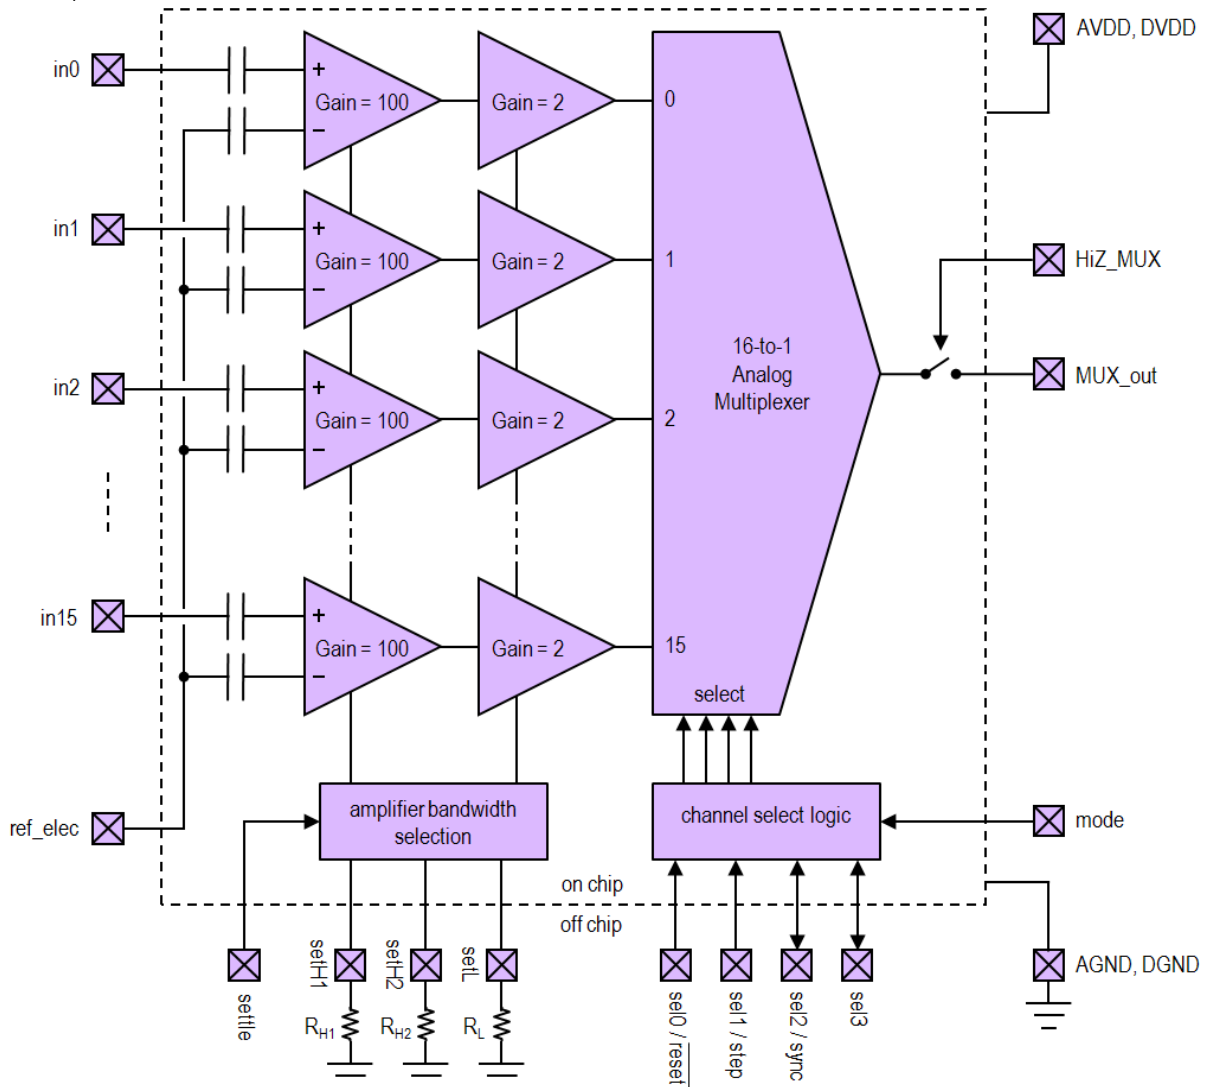 AVDD, DVDD
in0
+
Gain = 100
−
Gain = 2
0
in1
+
Gain = 100
−
Gain = 2
1
HiZ_MUX
16-to-1
Analog
Multiplexer
MUX_out
in2
+
Gain = 100
−
Gain = 2
2
in15
+
Gain = 100
−
Gain = 2
15
select
ref_elec
amplifier bandwidth
selection
channel select logic
mode
on chip
off chip
settle
setH1
setH2
setL
RH1
RH2
RL
sel0 / reset
sel1 / step
sel2 / sync
sel3
AGND, DGND